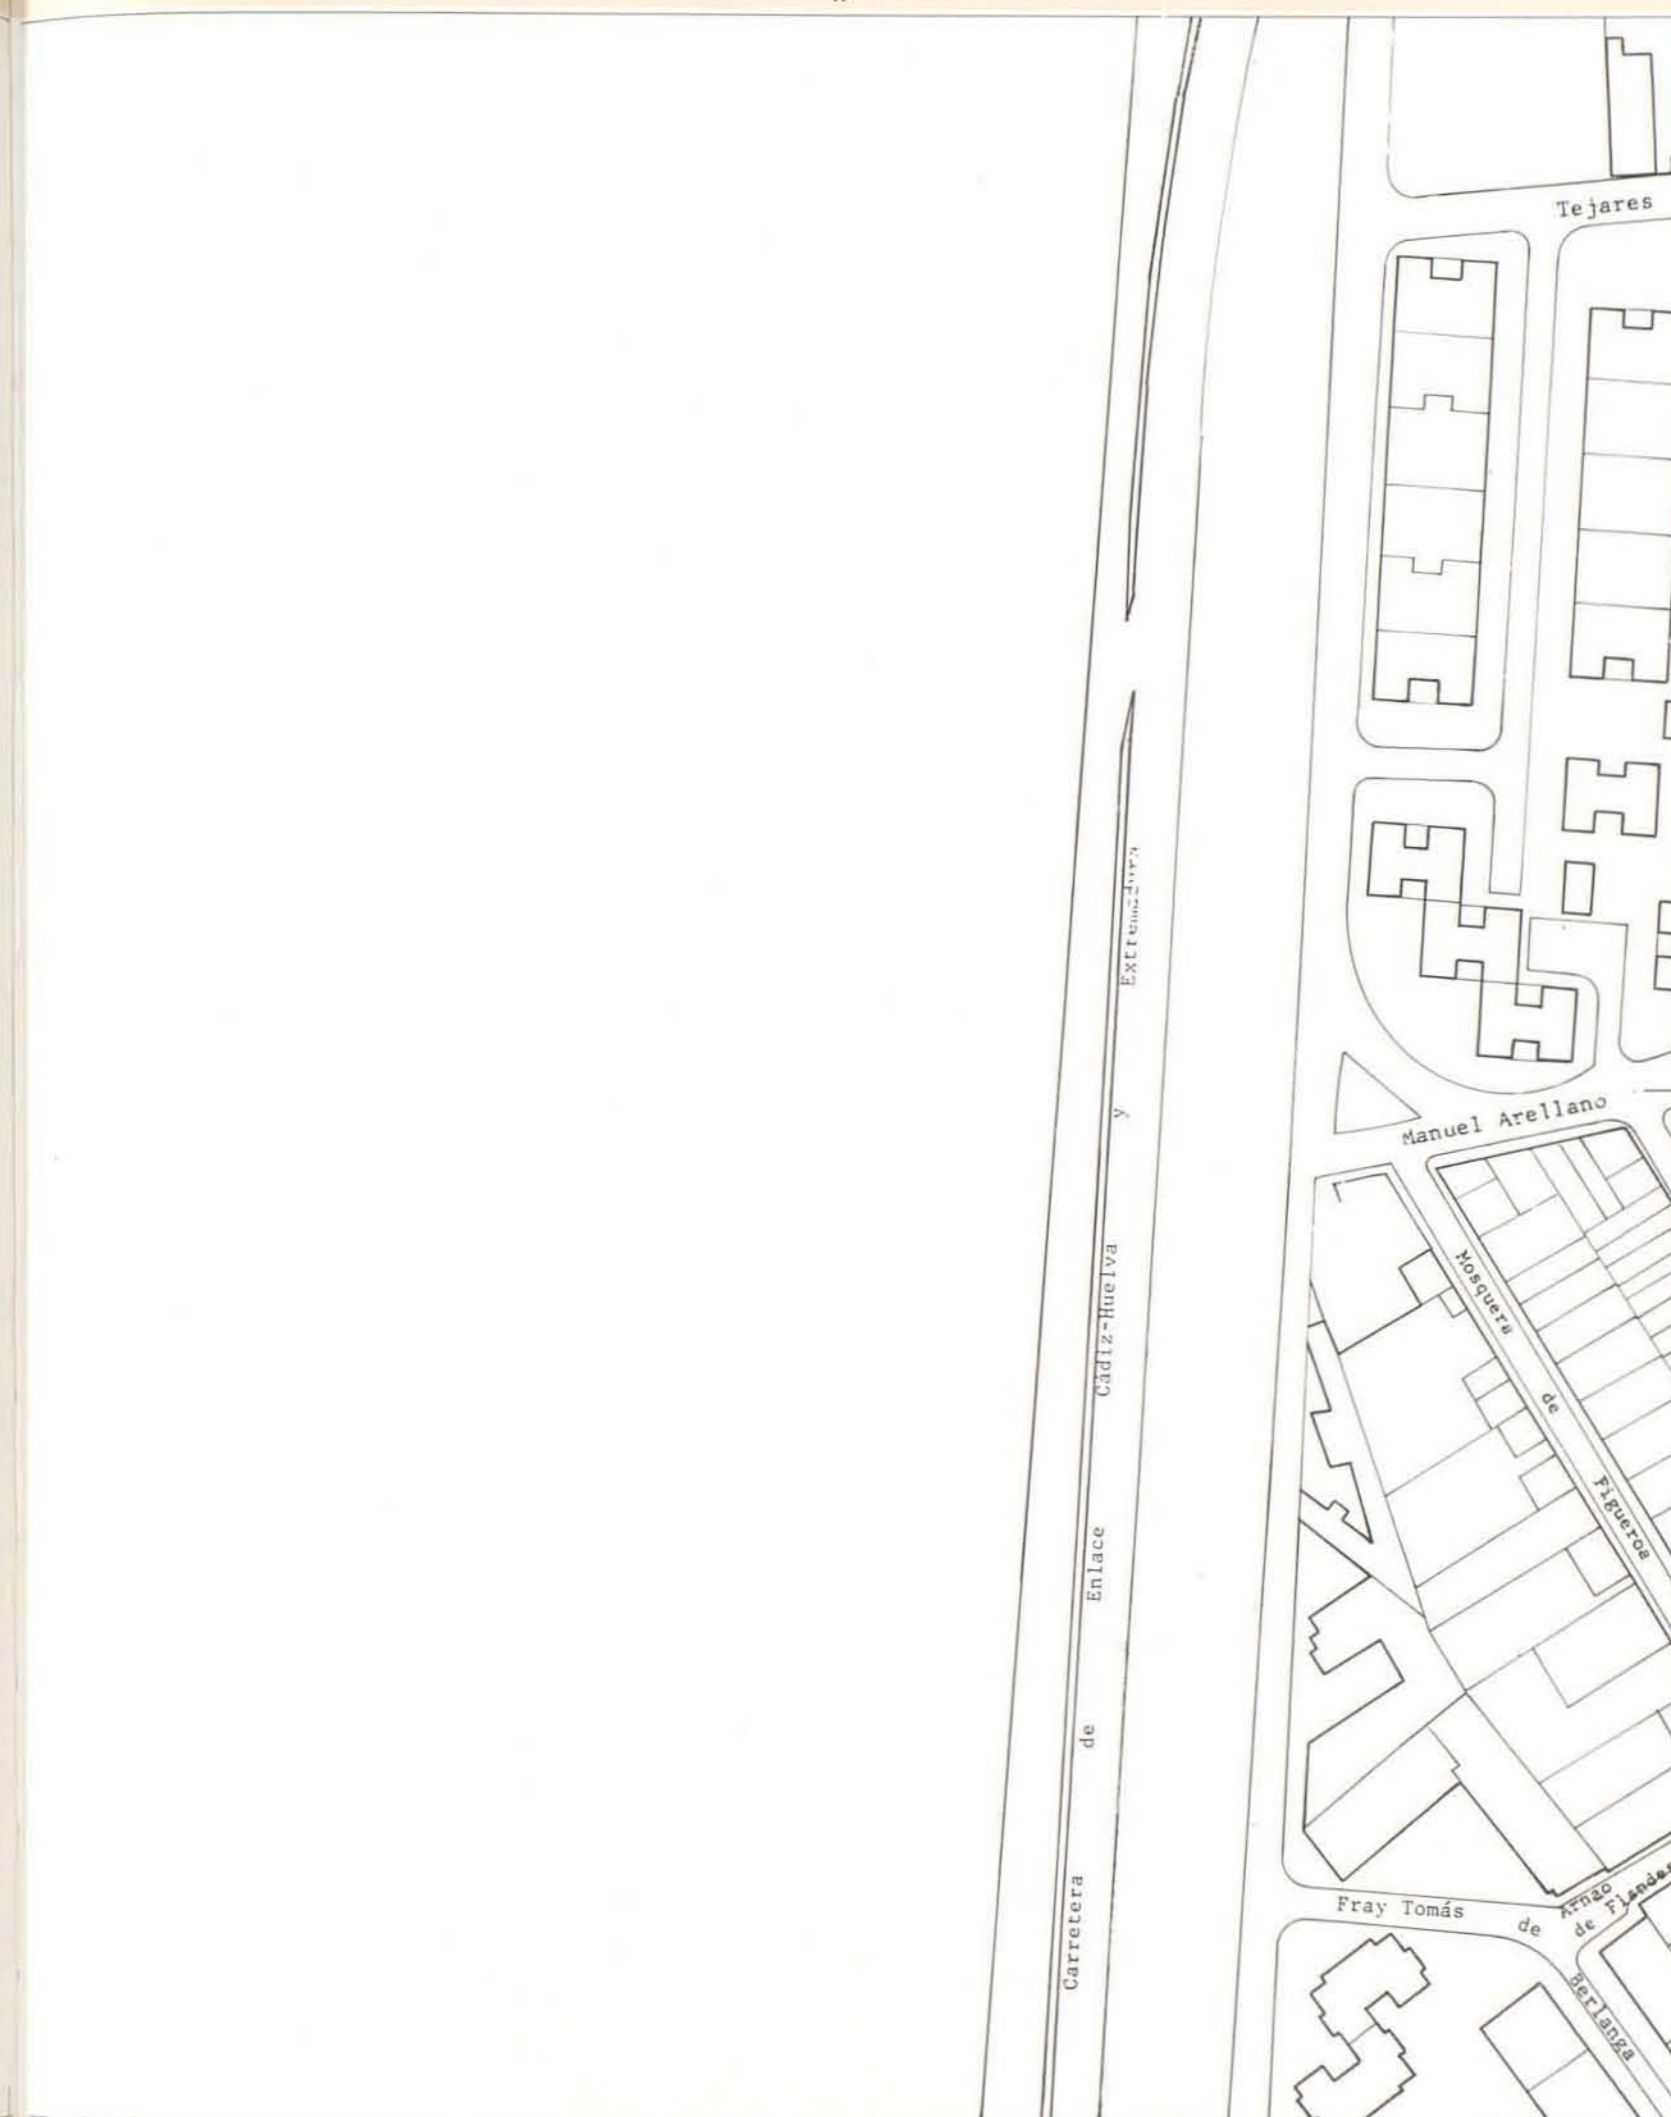 Tejares
Manuel Arellano
Mosquera de Figueroa
Carretera de Enlace Cádiz-Huelva y Extremadura
Fray Tomás de Berlanga
Arnao
de Flandes